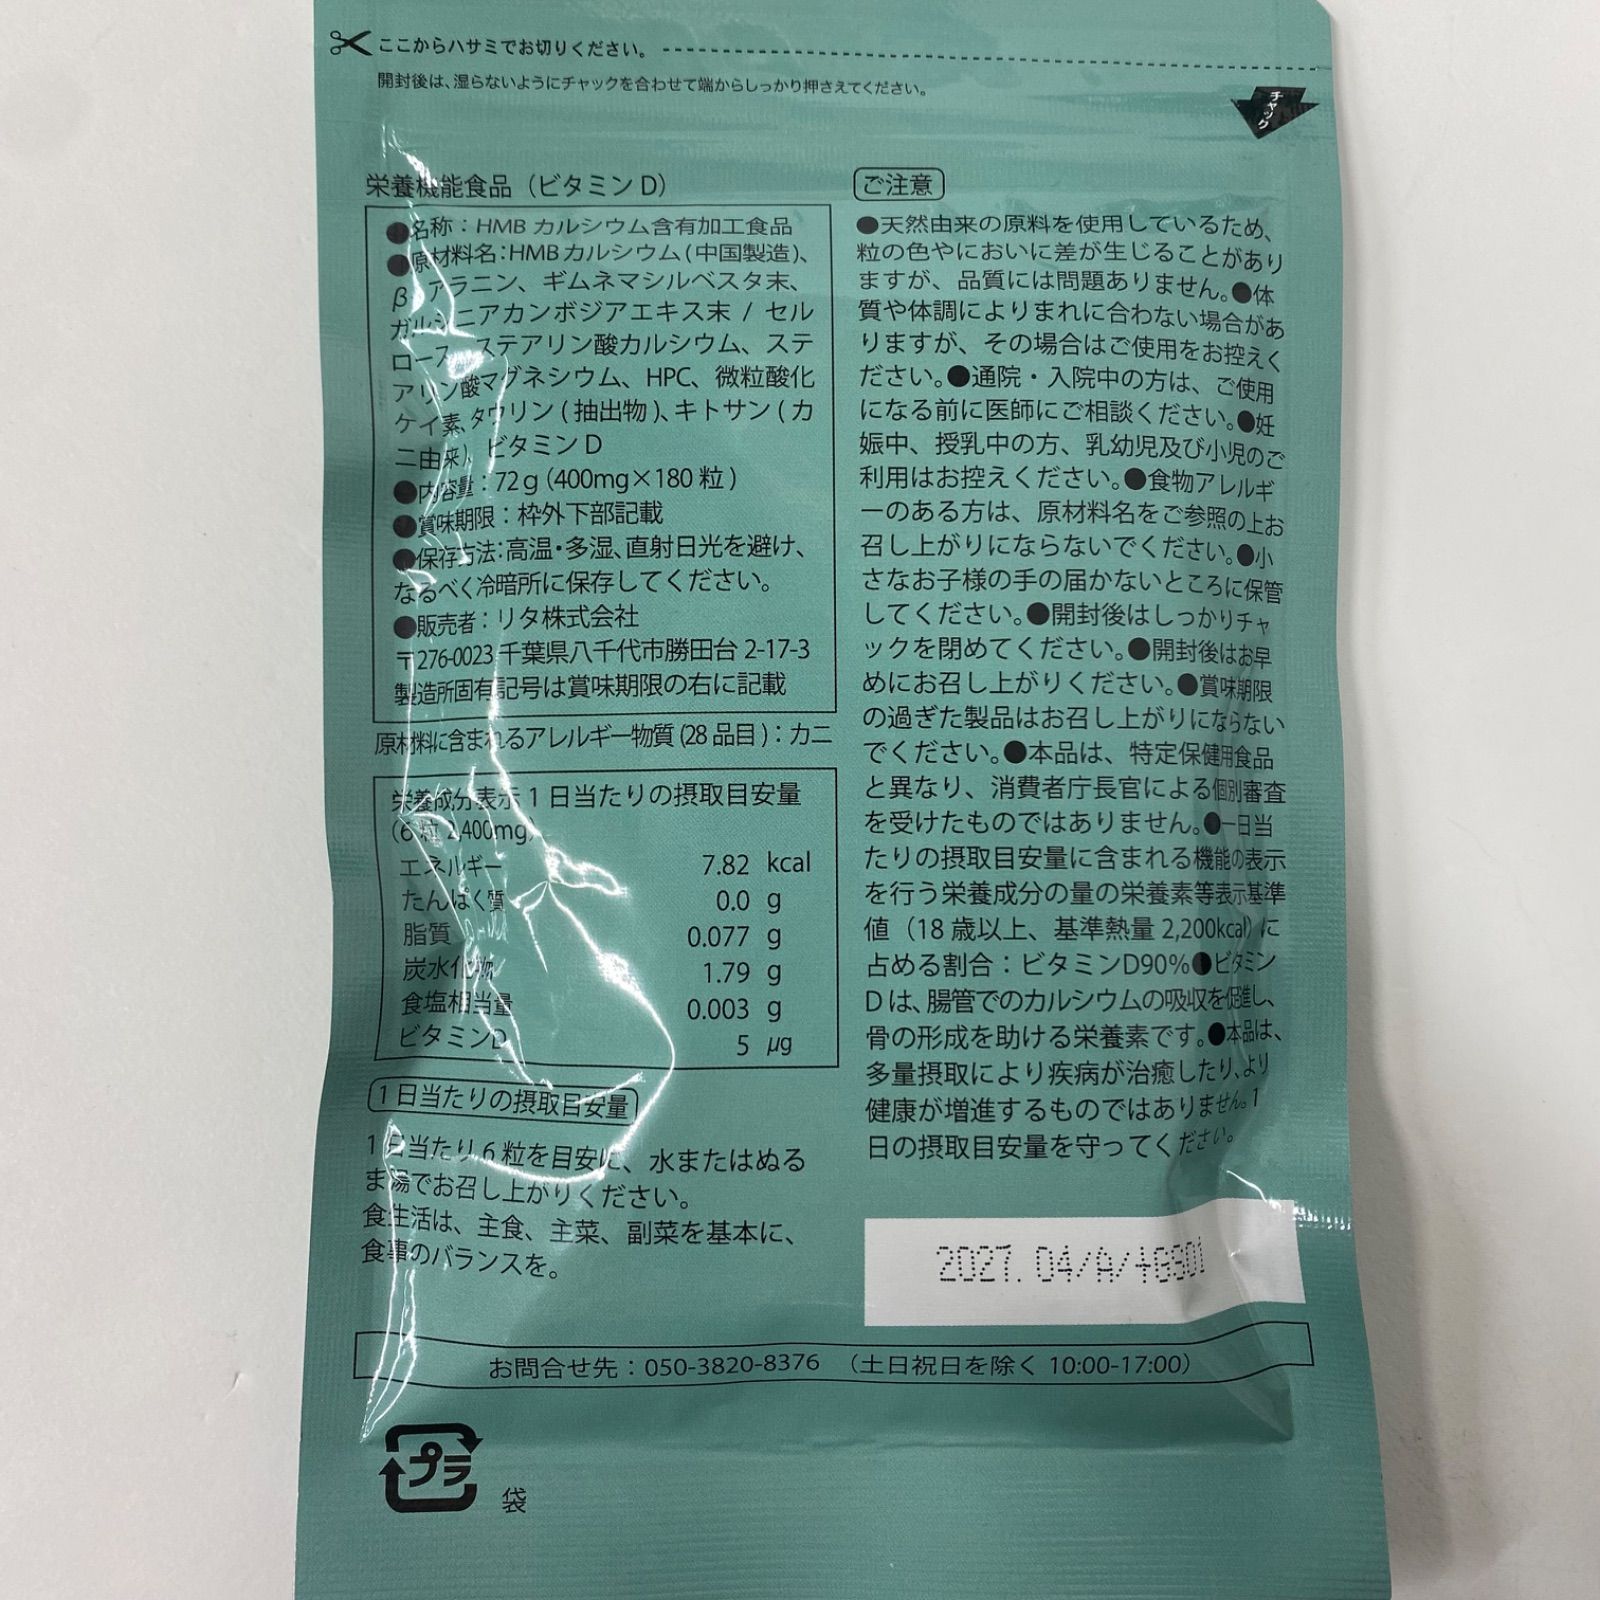 ここからハサミでお切りください。
開封後は、湿らないようにチャックを合わせて端からしっかり押さえてください。
チャック
栄養機能食品（ビタミンD）
●名称：HMBカルシウム含有加工食品
●原材料名：HMBカルシウム(中国製造)、
β-アラニン、ギムネマシルベスタ末、
ガルシニアカンボジアエキス末 / セル
ロース、ステアリン酸カルシウム、ステ
アリン酸マグネシウム、HPC、微粒酸化
ケイ素、タウリン(抽出物)、キトサン(カ
ニ由来)、ビタミンD
●内容量：72g（400mg×180粒）
●賞味期限：枠外下部記載
●保存方法：高温・多湿、直射日光を避け、
なるべく冷暗所に保存してください。
●販売者：リタ株式会社
〒276-0023 千葉県八千代市勝田台2-17-3
製造所固有記号は賞味期限の右に記載
原材料に含まれるアレルギー物質(28品目)：カニ
栄養成分表示 1日当たりの摂取目安量
(6粒 2,400mg)
エネルギー 7.82 kcal
たんぱく質 0.0 g
脂質 0.077 g
炭水化物 1.79 g
食塩相当量 0.003 g
ビタミンD 5 μg
1日当たりの摂取目安量
1日当たり6粒を目安に、水またはぬる
ま湯でお召し上がりください。
食生活は、主食、主菜、副菜を基本に、
食事のバランスを。
ご注意
●天然由来の原料を使用しているため、
粒の色やにおいに差が生じることがあり
ますが、品質には問題ありません。●体
質や体調によりまれに合わない場合があ
りますが、その場合はご使用をお控えく
ださい。●通院・入院中の方は、ご使用
になる前に医師にご相談ください。●妊
娠中、授乳中の方、乳幼児及び小児のご
利用はお控えください。●食物アレルギ
ーのある方は、原材料名をご参照の上お
召し上がりにならないでください。●小
さなお子様の手の届かないところに保管
してください。●開封後はしっかりチャ
ックを閉めてください。●開封後はお早
めにお召し上がりください。●賞味期限
の過ぎた製品はお召し上がりにならない
でください。●本品は、特定保健用食品
と異なり、消費者庁長官による個別審査
を受けたものではありません。●一日当
たりの摂取目安量に含まれる機能の表示
を行う栄養成分の量の栄養素等表示基準
値（18歳以上、基準熱量2,200kcal）に
占める割合：ビタミンD90%●ビタミン
Dは、腸管でのカルシウムの吸収を促進し、
骨の形成を助ける栄養素です。●本品は、
多量摂取により疾病が治癒したり、より
健康が増進するものではありません。1
日の摂取目安量を守ってください。
2027.04/A/+G901
お問合せ先：050-3820-8376 （土日祝日を除く 10:00-17:00）
プラ
袋